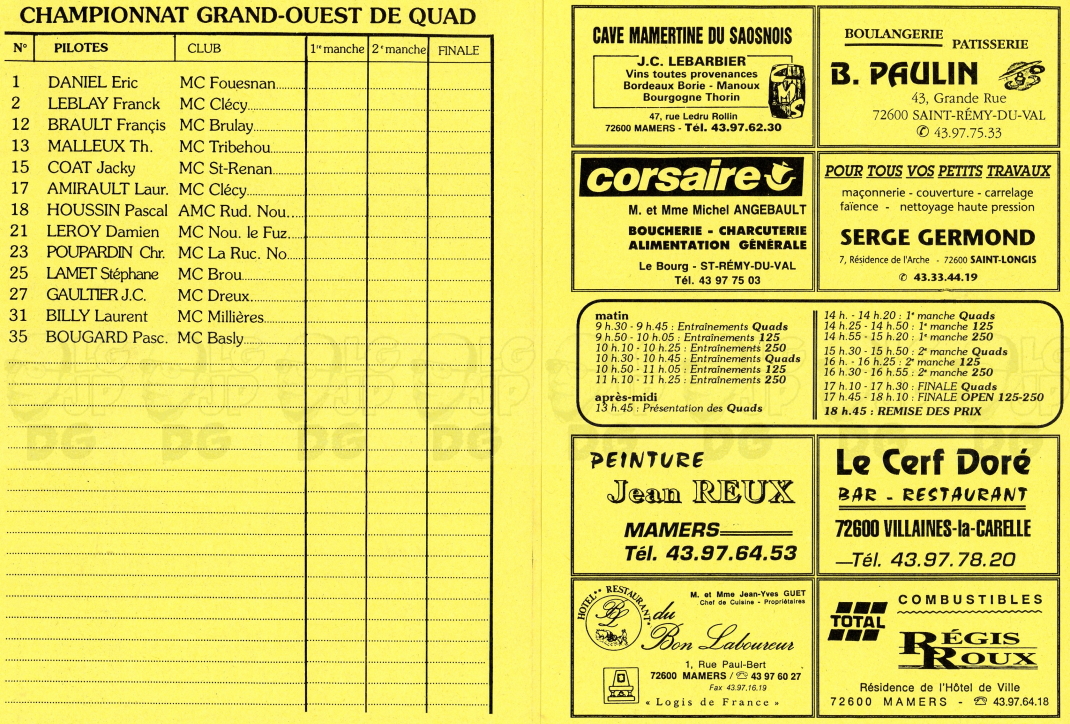 CHAMPIONNAT GRAND-OUEST DE QUAD
N° PILOTES CLUB 1re manche 2e manche FINALE
1 DANIEL Eric MC Fouesnan
2 LEBLAY Franck MC Clécy
12 BRAULT Françis MC Brulay
13 MALLEUX Th. MC Tribehou
15 COAT Jacky MC St-Renan
17 AMIRAULT Laur. MC Clécy
18 HOUSSIN Pascal AMC Rud. Nou.
21 LEROY Damien MC Nou. le Fuz.
23 POUPARDIN Chr. MC La Ruc. No
25 LAMET Stéphane MC Brou
27 GAULTIER J.C. MC Dreux
31 BILLY Laurent MC Millières
35 BOUGARD Pasc. MC Basly
CAVE MAMERTINE DU SAOSNOIS
J.C. LEBARBIER
Vins toutes provenances
Bordeaux Borie - Manoux
Bourgogne Thorin
47, rue Ledru Rollin
72600 MAMERS - Tél. 43.97.62.30
BOULANGERIE
PATISSERIE
B. PAULIN
43, Grande Rue
72600 SAINT-RÉMY-DU-VAL
✆ 43.97.75.33
corsaire
M. et Mme Michel ANGEBAULT
BOUCHERIE - CHARCUTERIE
ALIMENTATION GÉNÉRALE
Le Bourg - ST-RÉMY-DU-VAL
Tél. 43 97 75 03
POUR TOUS VOS PETITS TRAVAUX
maçonnerie - couverture - carrelage
faïence - nettoyage haute pression
SERGE GERMOND
7, Résidence de l'Arche - 72600 SAINT-LONGIS
✆ 43.33.44.19
matin
9 h.30 - 9 h.45 : Entraînements Quads
9 h.50 - 10 h.05 : Entraînements 125
10 h.10 - 10 h.25 : Entraînements 250
10 h.30 - 10 h.45 : Entraînements Quads
10 h.50 - 11 h.05 : Entraînements 125
11 h.10 - 11 h.25 : Entraînements 250
après-midi
13 h.45 : Présentation des Quads
14 h. - 14 h.20 : 1e manche Quads
14 h.25 - 14 h.50 : 1e manche 125
14 h.55 - 15 h.20 : 1e manche 250
15 h.30 - 15 h.50 : 2e manche Quads
16 h. - 16 h.25 : 2e manche 125
16 h.30 - 16 h.55 : 2e manche 250
17 h.10 - 17 h.30 : FINALE Quads
17 h.45 - 18 h.10 : FINALE OPEN 125-250
18 h.45 : REMISE DES PRIX
PEINTURE
Jean REUX
MAMERS
Tél. 43.97.64.53
Le Cerf Doré
BAR - RESTAURANT
72600 VILLAINES-la-CARELLE
Tél. 43.97.78.20
HOTEL ** RESTAURANT
BL
M. et Mme Jean-Yves GUET
Chef de Cuisine - Propriétaires
du
Bon Laboureur
1, Rue Paul-Bert
72600 MAMERS / ☎ 43 97 60 27
Fax 43.97.16.19
« Logis de France »
TOTAL
COMBUSTIBLES
RÉGIS
ROUX
Résidence de l'Hôtel de Ville
72600 MAMERS - ☎ 43.97.64.18